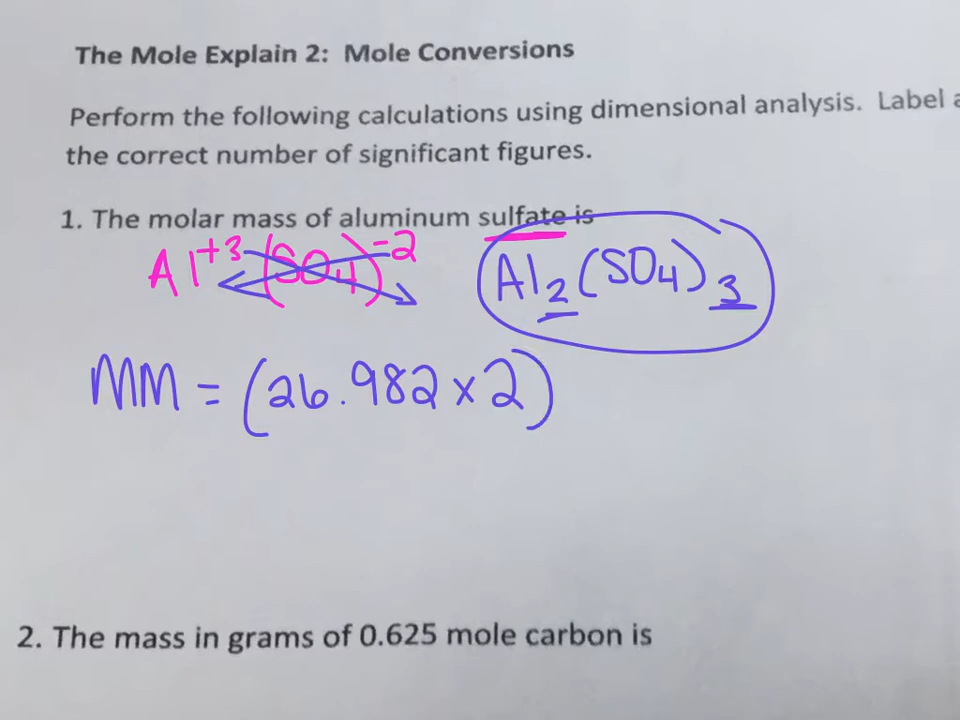 The Mole Explain 2: Mole Conversions
Perform the following calculations using dimensional analysis. Label
the correct number of significant figures.
1. The molar mass of aluminum sulfate is
Al+3 (SO4)-2 Al2(SO4)3
MM = (26.982 x 2)
2. The mass in grams of 0.625 mole carbon is